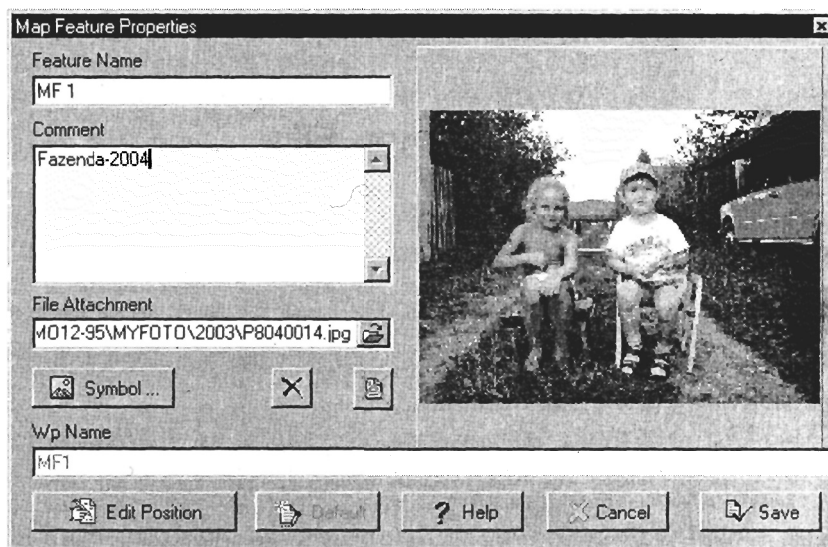 Map Feature Properties
Feature Name
MF 1
Comment
Fazenda-2004
File Attachment
MO12-95\MYFOTO\2003\P8040014.jpg
Symbol ...
Wp Name
MF1
Edit Position
Default
? Help
Cancel
Save